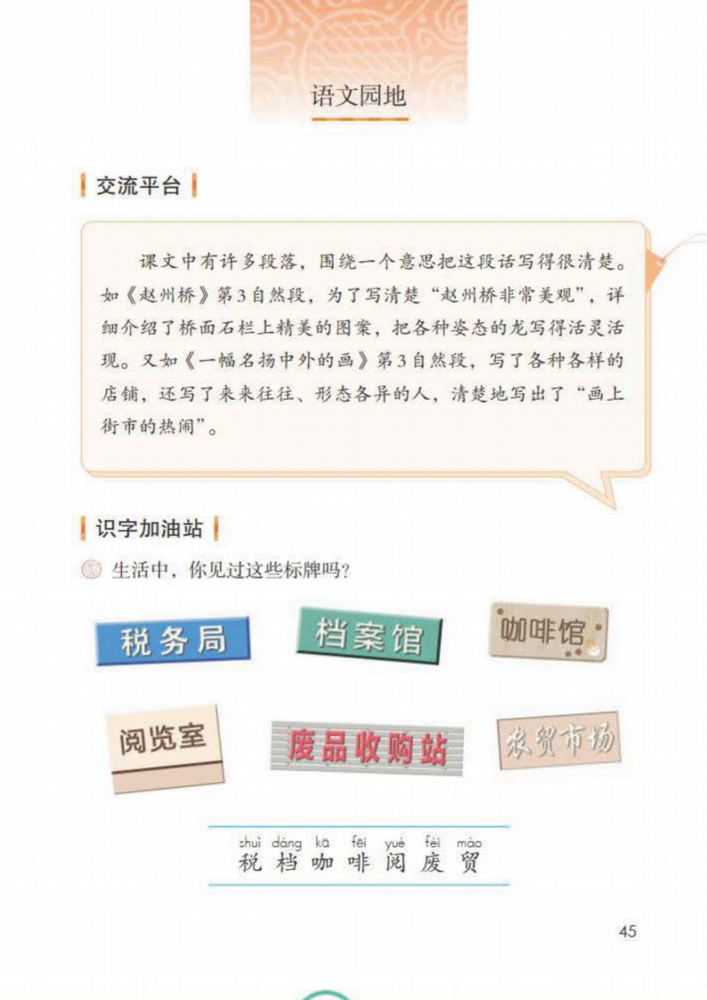 语文园地
交流平台
课文中有许多段落，围绕一个意思把这段话写得很清楚。
如《赵州桥》第3自然段，为了写清楚“赵州桥非常美观”，详
细介绍了桥面石栏上精美的图案，把各种姿态的龙写得活灵活
现。又如《一幅名扬中外的画》第3自然段，写了各种各样的
店铺，还写了来来往往、形态各异的人，清楚地写出了“画上
街市的热闹”。
识字加油站
生活中，你见过这些标牌吗？
税务局
档案馆
咖啡馆
阅览室
废品收购站
农贸市场
shuì dàng kā fēi yuè fèi mào
税 档 咖 啡 阅 废 贸
45